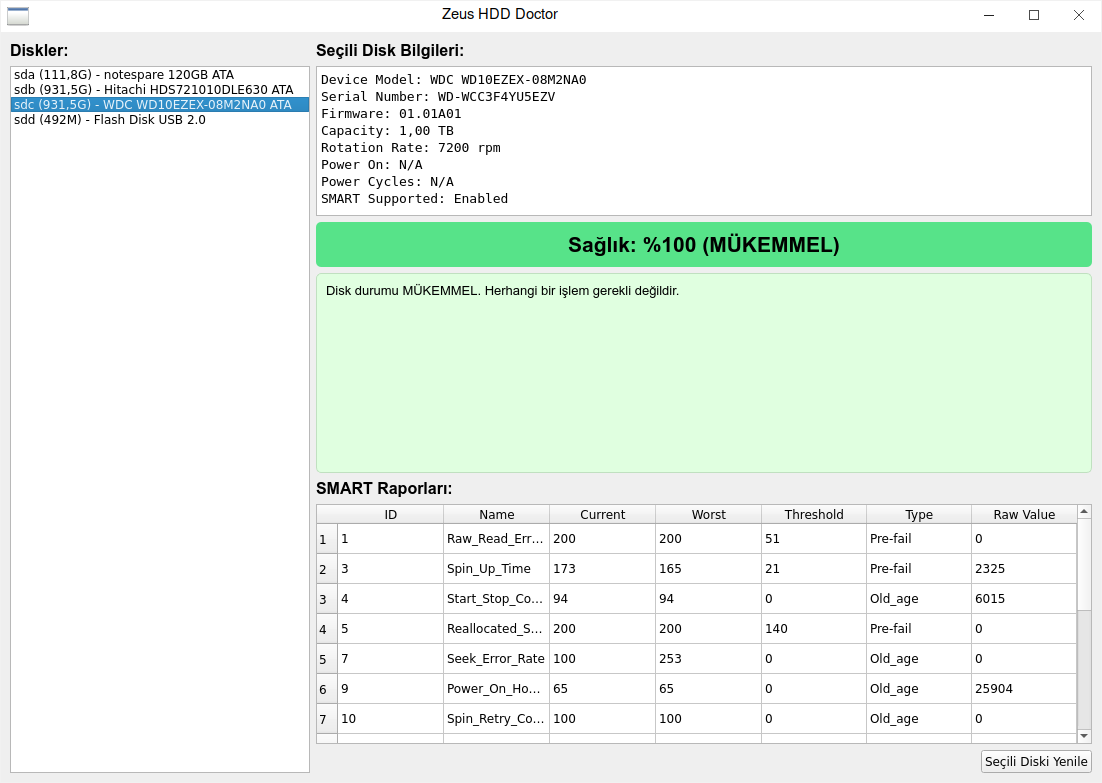 Zeus HDD Doctor
Diskler:
sda (111,8G) - notespare 120GB ATA
sdb (931,5G) - Hitachi HDS721010DLE630 ATA
sdc (931,5G) - WDC WD10EZEX-08M2NA0 ATA
sdd (492M) - Flash Disk USB 2.0
Seçili Disk Bilgileri:
Device Model: WDC WD10EZEX-08M2NA0
Serial Number: WD-WCC3F4YU5EZV
Firmware: 01.01A01
Capacity: 1,00 TB
Rotation Rate: 7200 rpm
Power On: N/A
Power Cycles: N/A
SMART Supported: Enabled
Sağlık: %100 (MÜKEMMEL)
Disk durumu MÜKEMMEL. Herhangi bir işlem gerekli değildir.
SMART Raporları:
ID Name Current Worst Threshold Type Raw Value
1 1 Raw_Read_Err... 200 200 51 Pre-fail 0
2 3 Spin_Up_Time 173 165 21 Pre-fail 2325
3 4 Start_Stop_Co... 94 94 0 Old_age 6015
4 5 Reallocated_S... 200 200 140 Pre-fail 0
5 7 Seek_Error_Rate 100 253 0 Old_age 0
6 9 Power_On_Ho... 65 65 0 Old_age 25904
7 10 Spin_Retry_Co... 100 100 0 Old_age 0
Seçili Diski Yenile